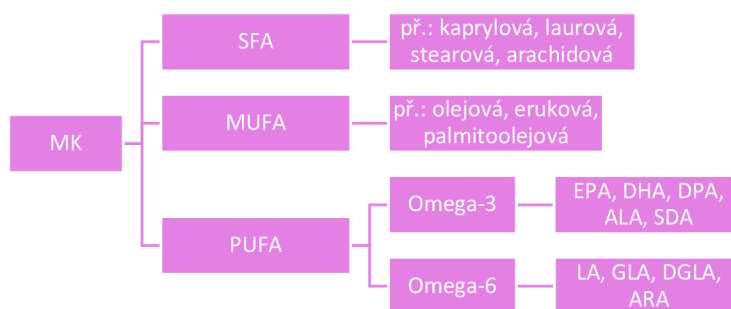 MK
SFA
př.: kaprylová, laurová,
stearová, arachidová
MUFA
př.: olejová, eruková,
palmitoolejová
PUFA
Omega-3
EPA, DHA, DPA,
ALA, SDA
Omega-6
LA, GLA, DGLA,
ARA